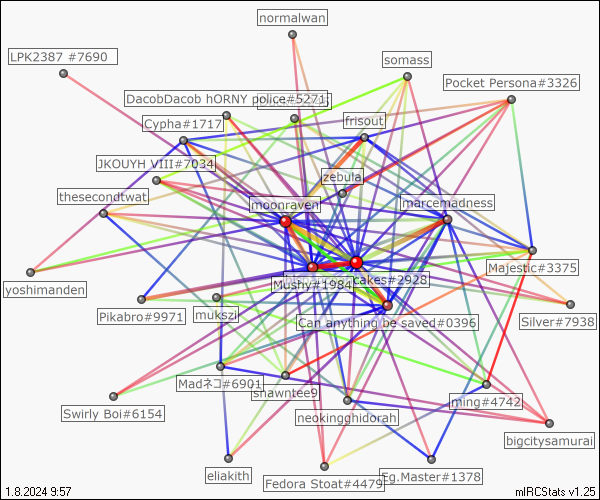 normalwan
LPK2387 #7690
somass
Pocket Persona#3326
DacobDacob hORNY police#5271
Cypha#1717
frisout
JKOUYH VIII#7034
zebula
thesecondtwat
moonraven
marcemadness
Majestic#3375
yoshimanden
Mushy#1984
cakes#2928
Pikabro#9971
mukszi
Can anything be saved#0396
Silver#7938
Madネコ#6901
shawntee9
ming#4742
Swirly Boi#6154
neokingghidorah
bigcitysamurai
eliakith
Fedora Stoat#4479
Eg.Master#1378
1.8.2024 9:57
mIRCStats v1.25